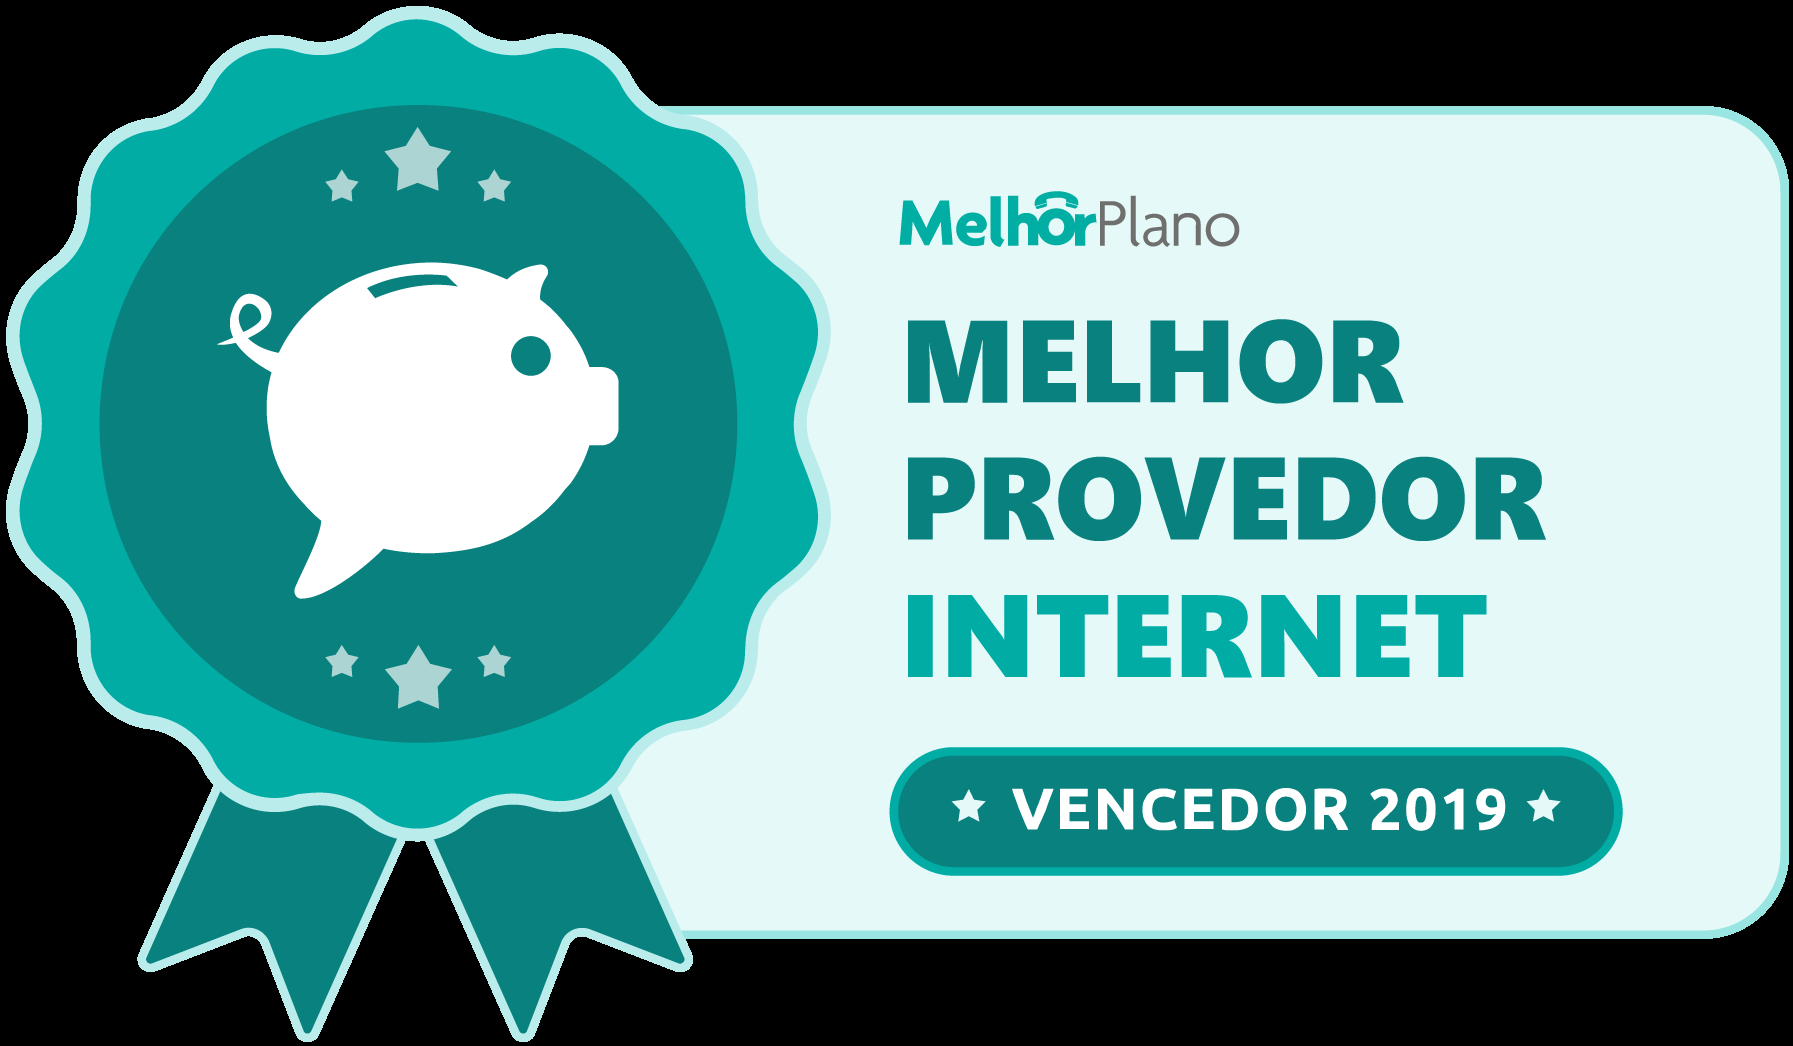 MelhorPlano
MELHOR
PROVEDOR
INTERNET
VENCEDOR 2019